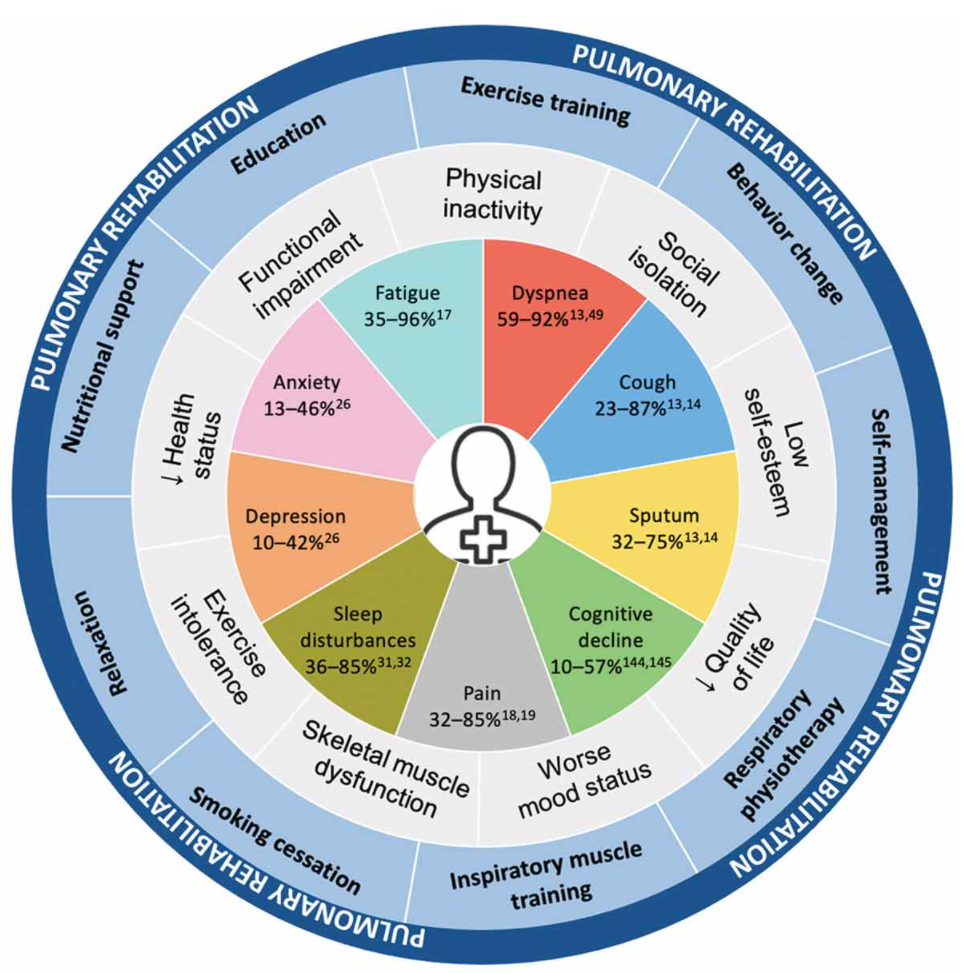 PULMONARY REHABILITATION
PULMONARY REHABILITATION
PULMONARY REHABILITATION
PULMONARY REHABILITATION
Exercise training
Behavior change
Self-management
Respiratory
physiotherapy
Inspiratory muscle
training
Smoking cessation
Relaxation
Nutritional support
Education
Physical
inactivity
Social
isolation
Low
self-esteem
↓ Quality
of life
Worse
mood status
Skeletal muscle
dysfunction
Exercise
intolerance
↓ Health
status
Functional
impairment
Dyspnea
59–92%13,49
Cough
23–87%13,14
Sputum
32–75%13,14
Cognitive
decline
10–57%144,145
Pain
32–85%18,19
Sleep
disturbances
36–85%31,32
Depression
10–42%26
Anxiety
13–46%26
Fatigue
35–96%17